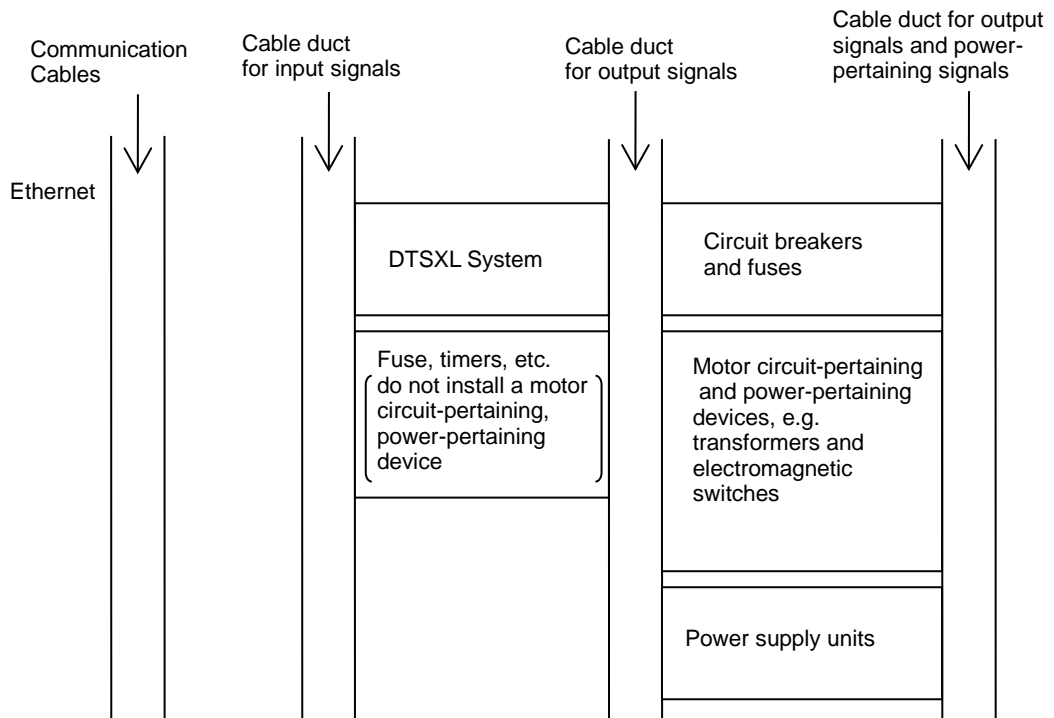 Communication
Cables
Cable duct
for input signals
Cable duct
for output signals
Cable duct for output
signals and power-
pertaining signals
Ethernet
DTSXL System
Circuit breakers
and fuses
Fuse, timers, etc.
do not install a motor
circuit-pertaining,
power-pertaining
device
Motor circuit-pertaining
and power-pertaining
devices, e.g.
transformers and
electromagnetic
switches
Power supply units